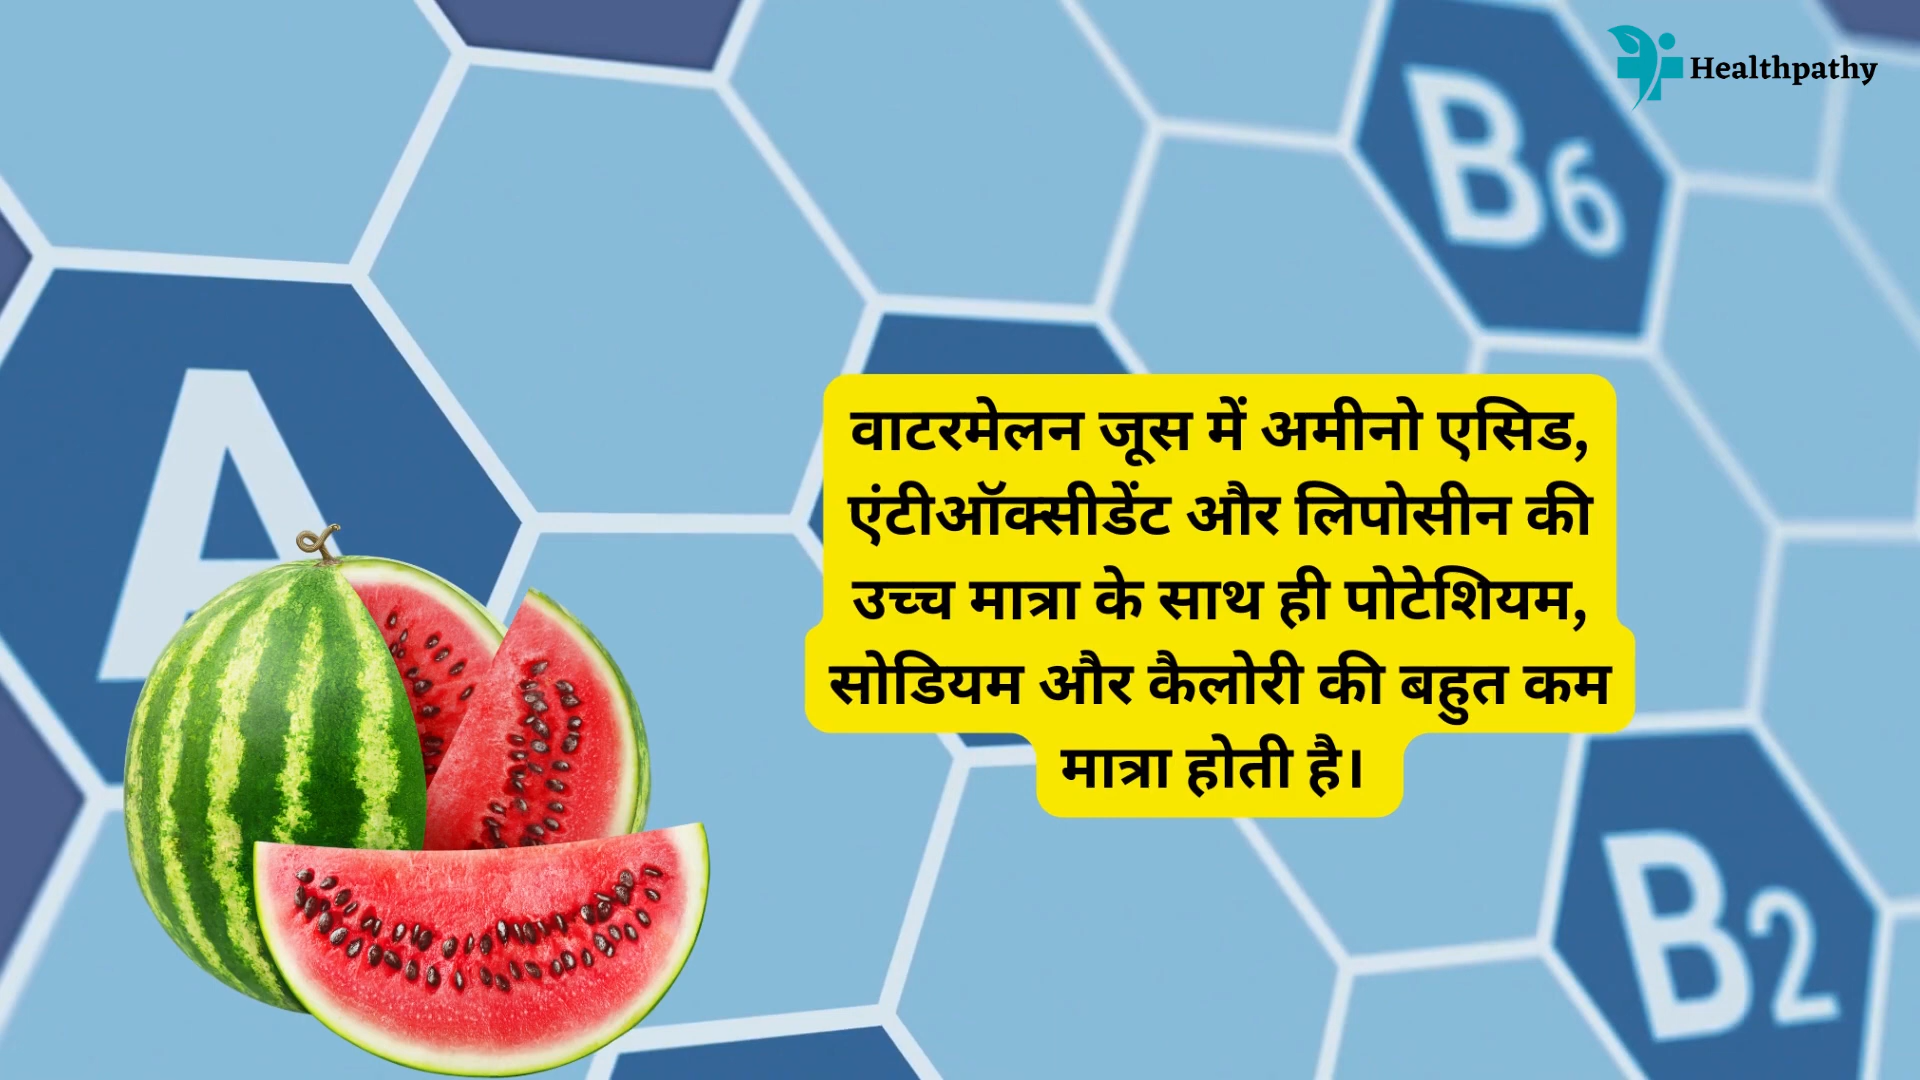 Healthpathy
B6
A
वाटरमेलन जूस में अमीनो एसिड,
एंटीऑक्सीडेंट और लिपोसीन की
उच्च मात्रा के साथ ही पोटेशियम,
सोडियम और कैलोरी की बहुत कम
मात्रा होती है।
B2